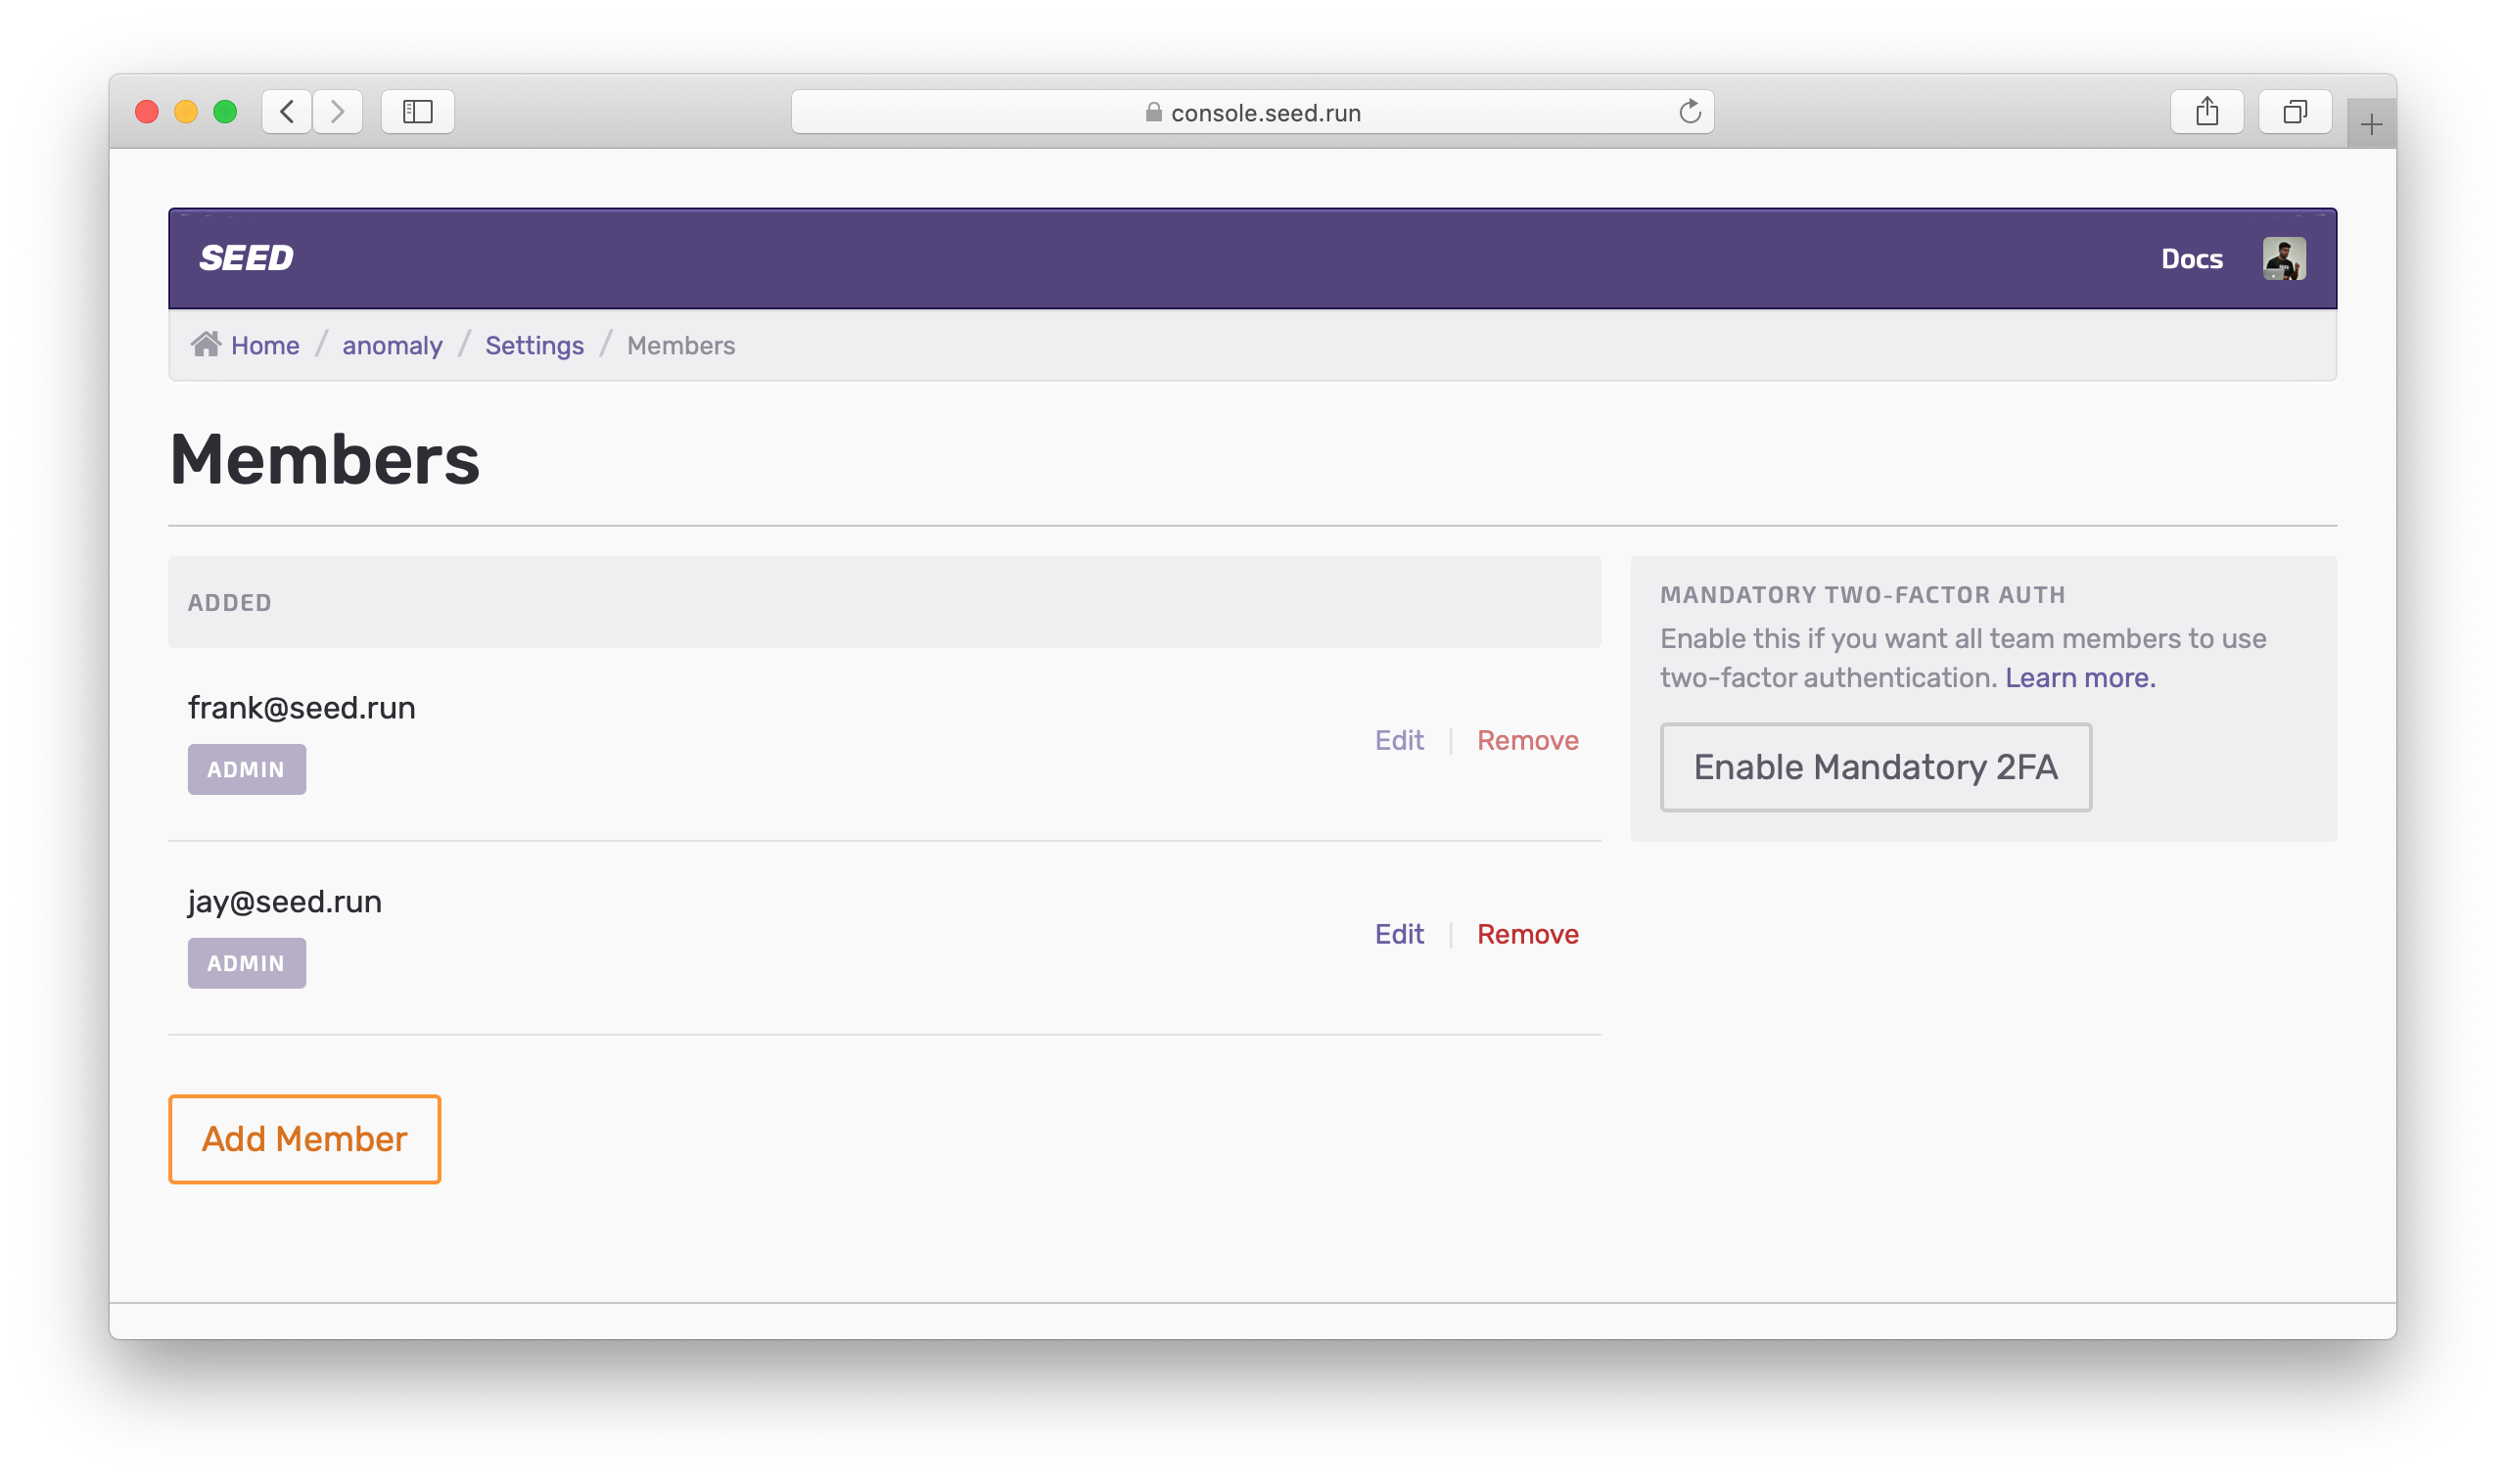 console.seed.run
SEED
Docs
Home / anomaly / Settings / Members
Members
ADDED
frank@seed.run
ADMIN
Edit | Remove
jay@seed.run
ADMIN
Edit | Remove
Add Member
MANDATORY TWO-FACTOR AUTH
Enable this if you want all team members to use
two-factor authentication. Learn more.
Enable Mandatory 2FA